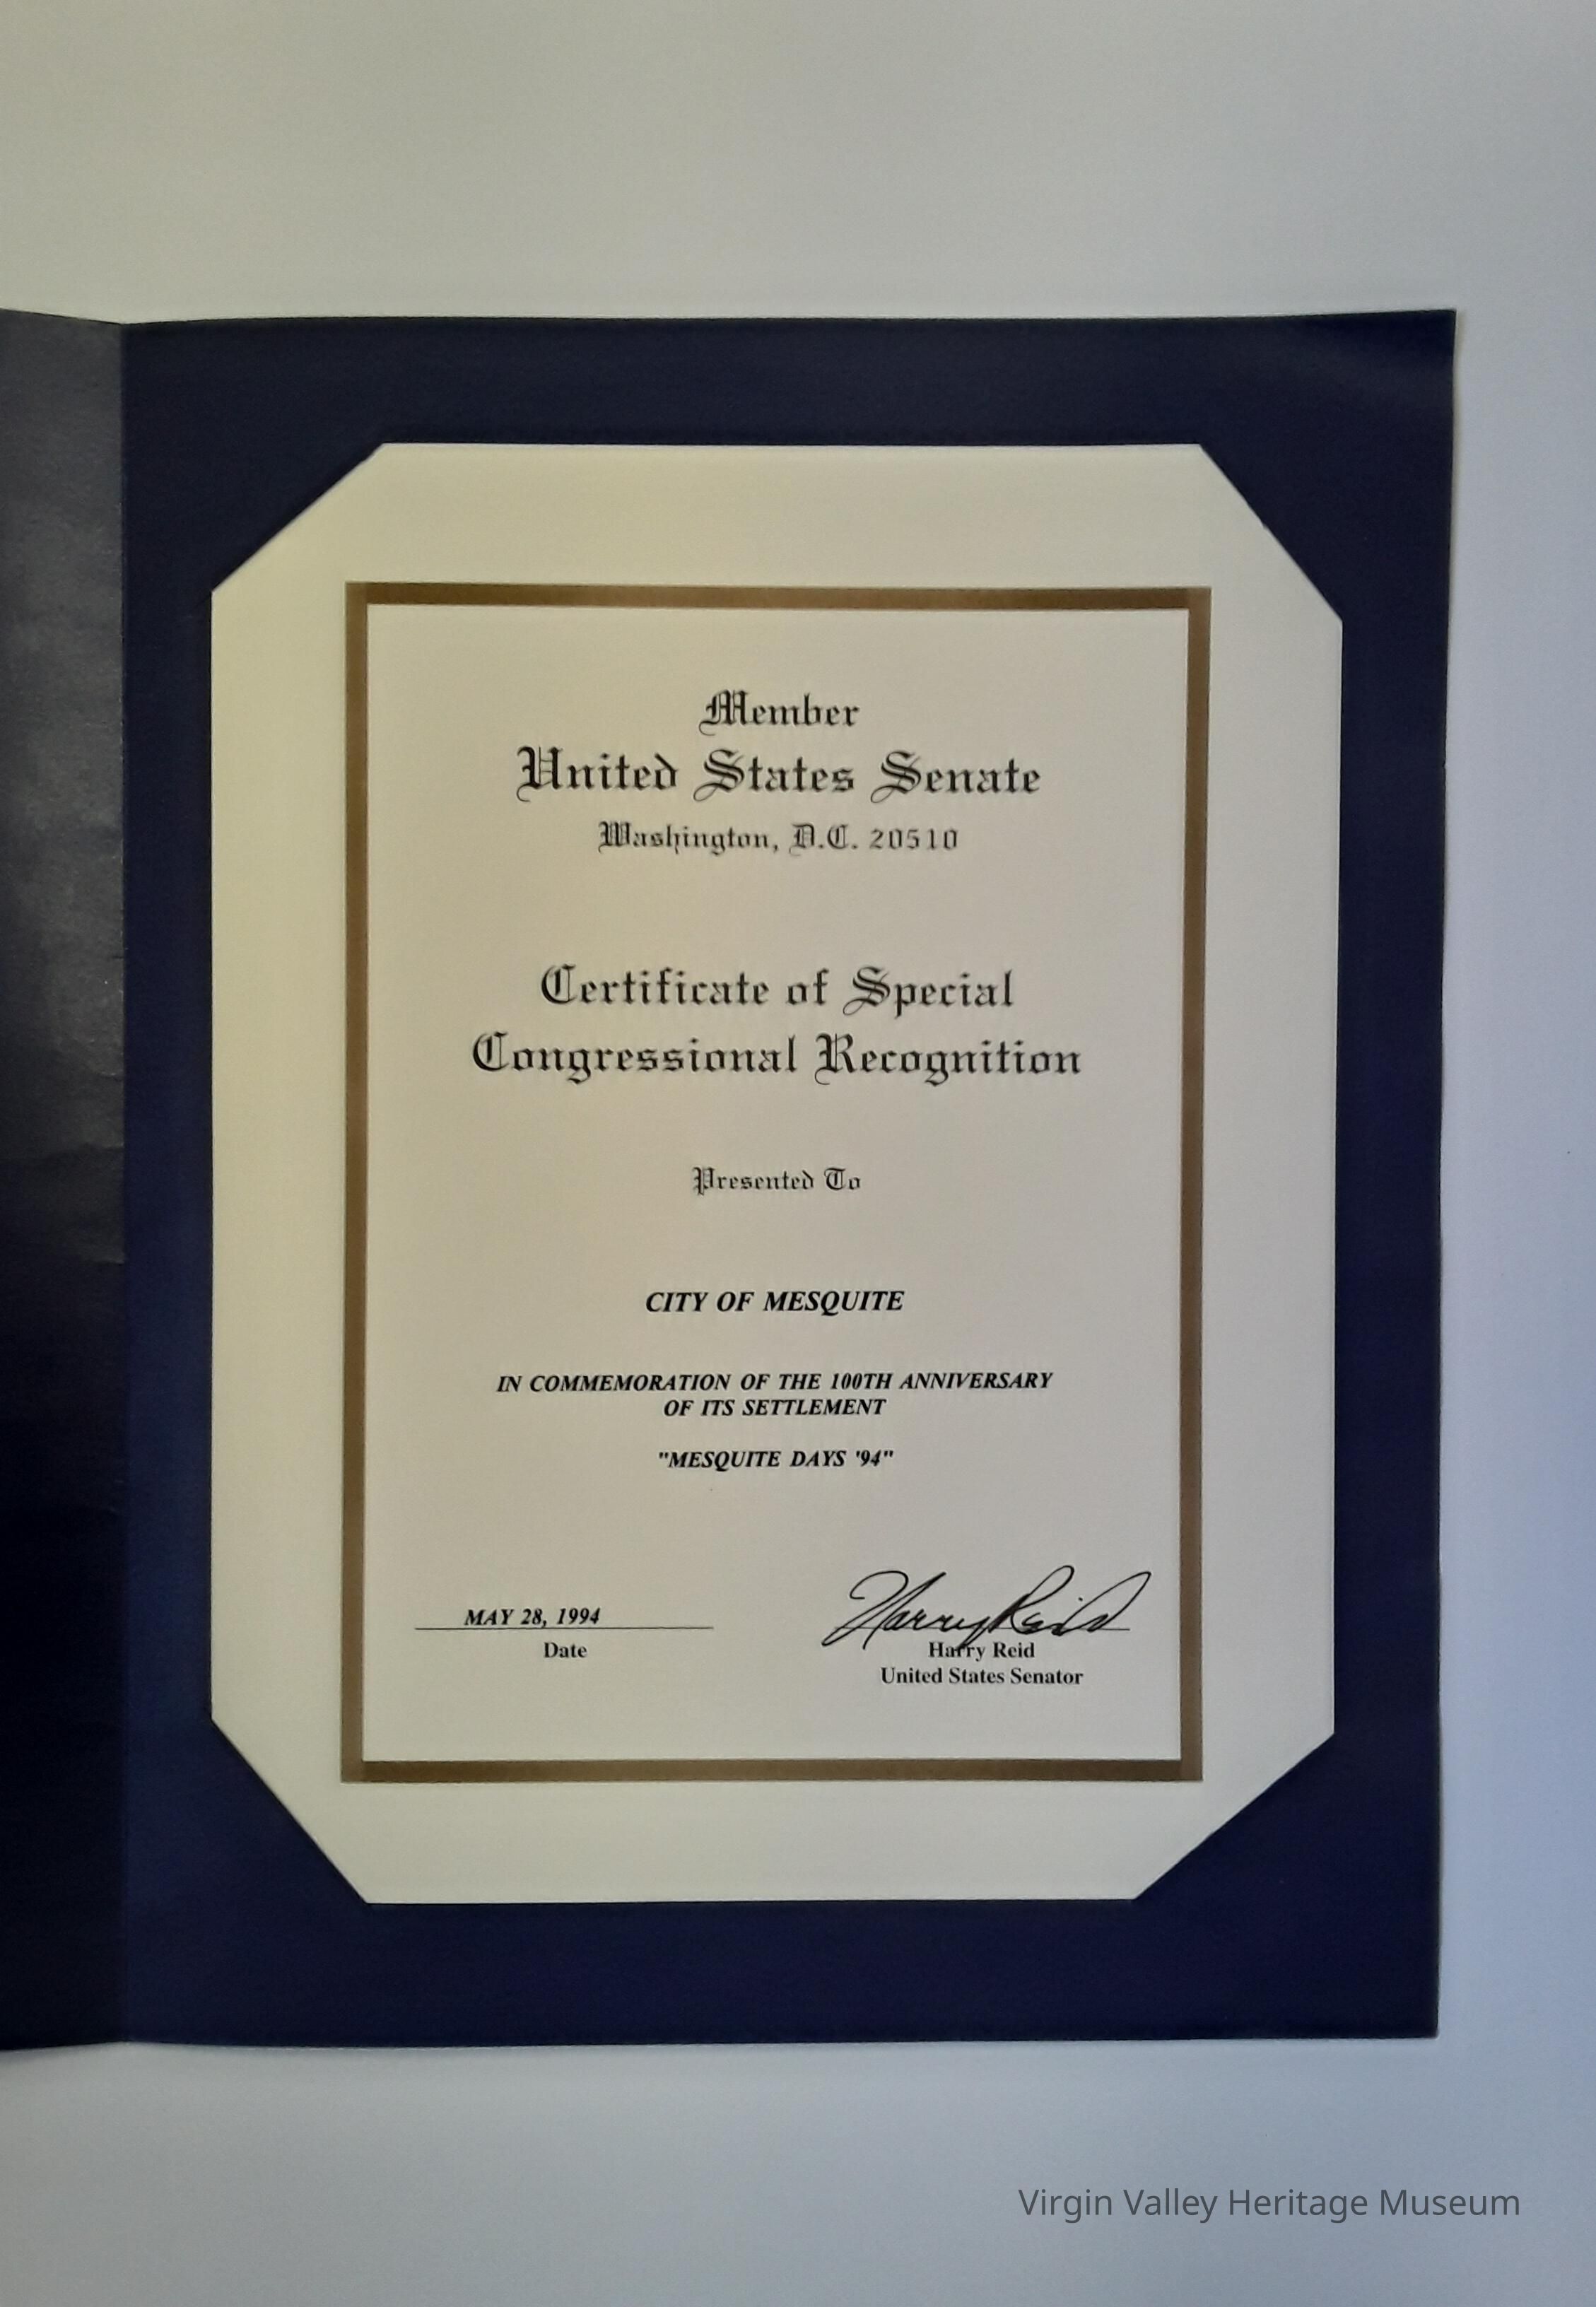 Member
United States Senate
Washington, D.C. 20510
Certificate of Special
Congressional Recognition
Presented To
CITY OF MESQUITE
IN COMMEMORATION OF THE 100TH ANNIVERSARY
OF ITS SETTLEMENT
"MESQUITE DAYS '94"
MAY 28, 1994
Date
Harry Reid
Harry Reid
United States Senator
Virgin Valley Heritage Museum